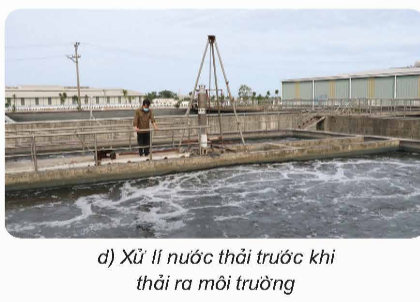 d) Xử lí nước thải trước khi
thải ra môi trường